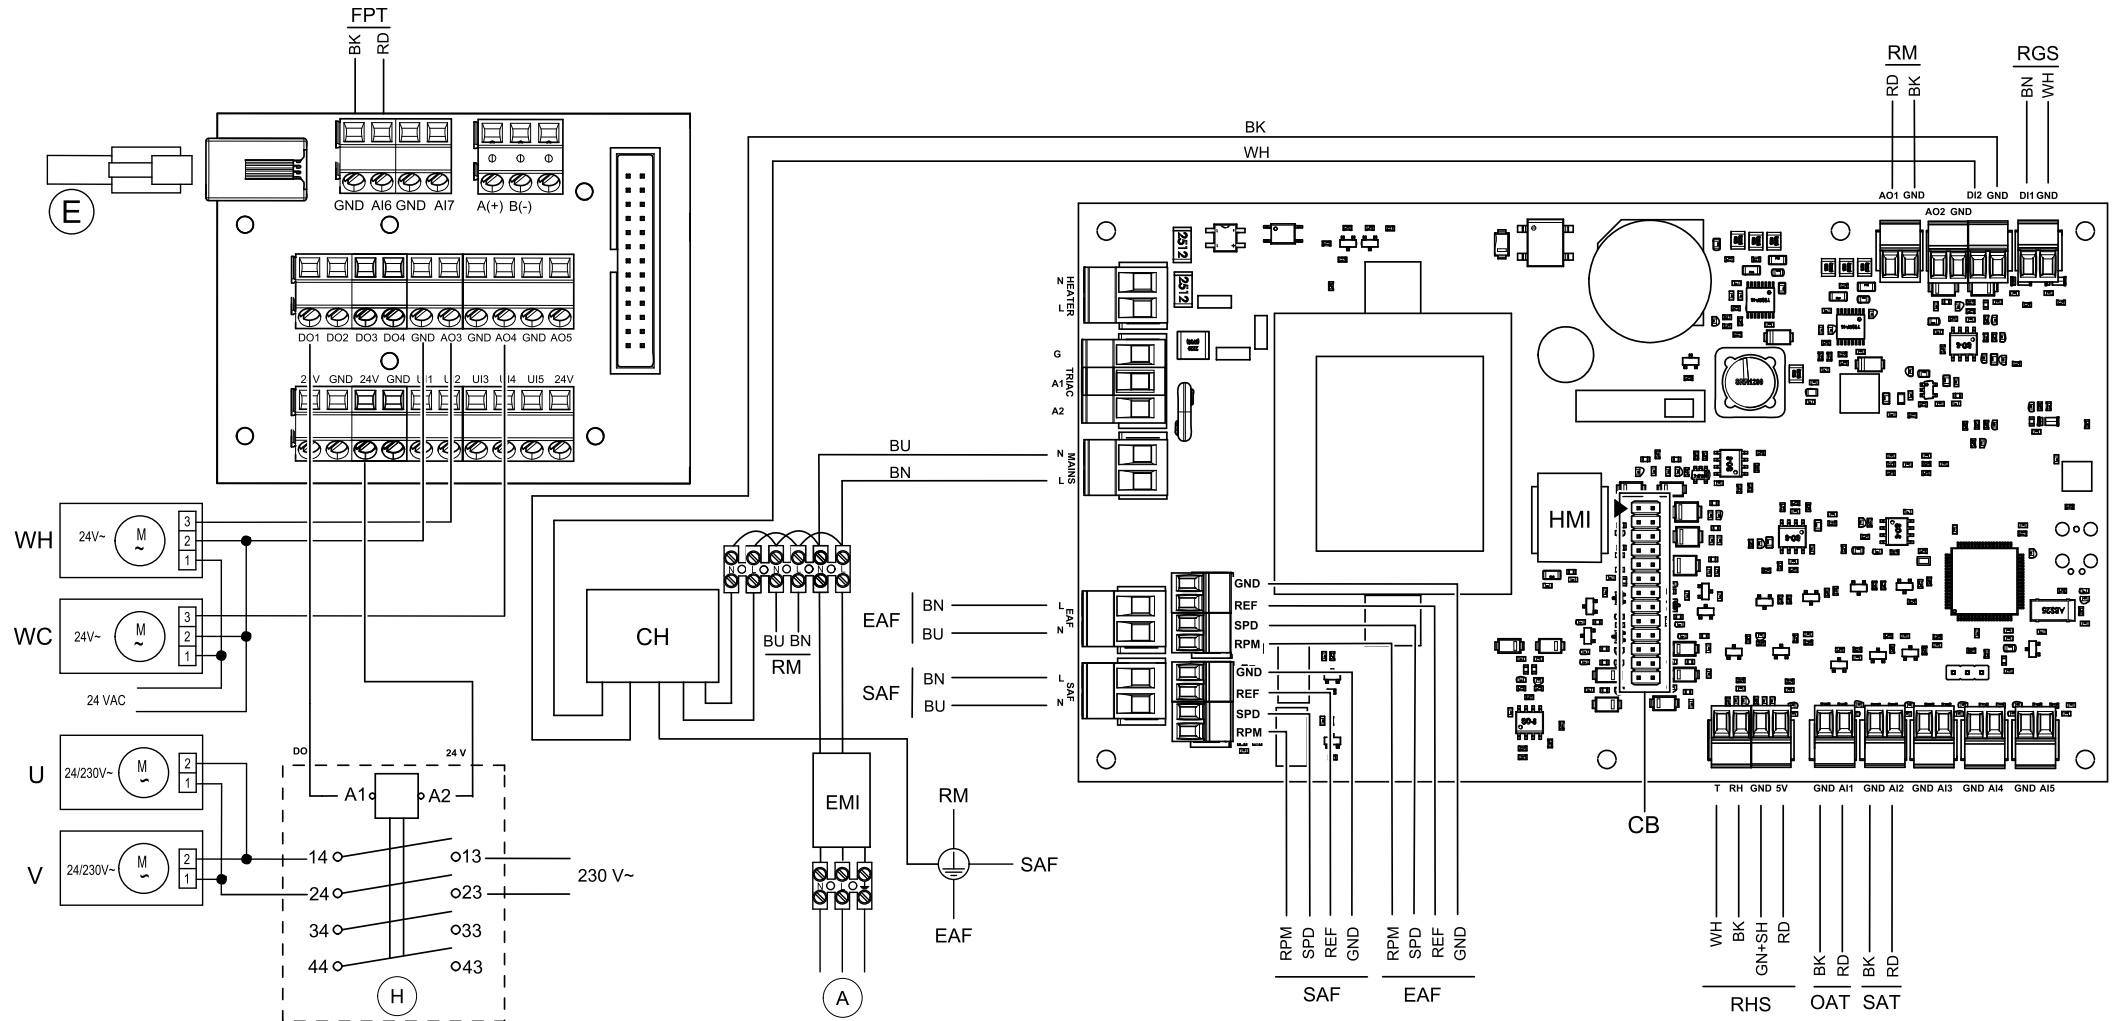 FPT
BK RD
E
GND AI6 GND AI7
A(+) B(-)
DO1 DO2 DO3 DO4 GND AO3 GND AO4 GND AO5
GND 24V GND UI1 UI3 UI4 UI5 24V
WH
24V~
M
~
3
2
1
WC
24V~
M
~
3
2
1
24 VAC
U
24/230V~
M
~
2
1
V
24/230V~
M
~
2
1
DO
24 V
A1
A2
14
13
24
23
34
33
44
43
230 V~
H
BK
WH
BU
BN
CH
BU BN
RM
EMI
N
A
RM
SAF
EAF
EAF
BN
BU
SAF
BN
BU
N
HEATER
L
G
TRIAC
A1
A2
N
MAINS
L
L
EAF
N
L
SAF
N
2512
2512
GND
REF
SPD
RPM
GND
REF
SPD
RPM
RPM SPD REF GND
SAF
RPM SPD REF GND
EAF
HMI
CB
RM
RD BK
RGS
BN WH
AO1 GND
DI2 GND
DI1 GND
AO2 GND
ABS25
T RH GND 5V
GND AI1
GND AI2
GND AI3
GND AI4
GND AI5
WH BK GN+SH RD
RHS
BK RD
OAT
BK RD
SAT